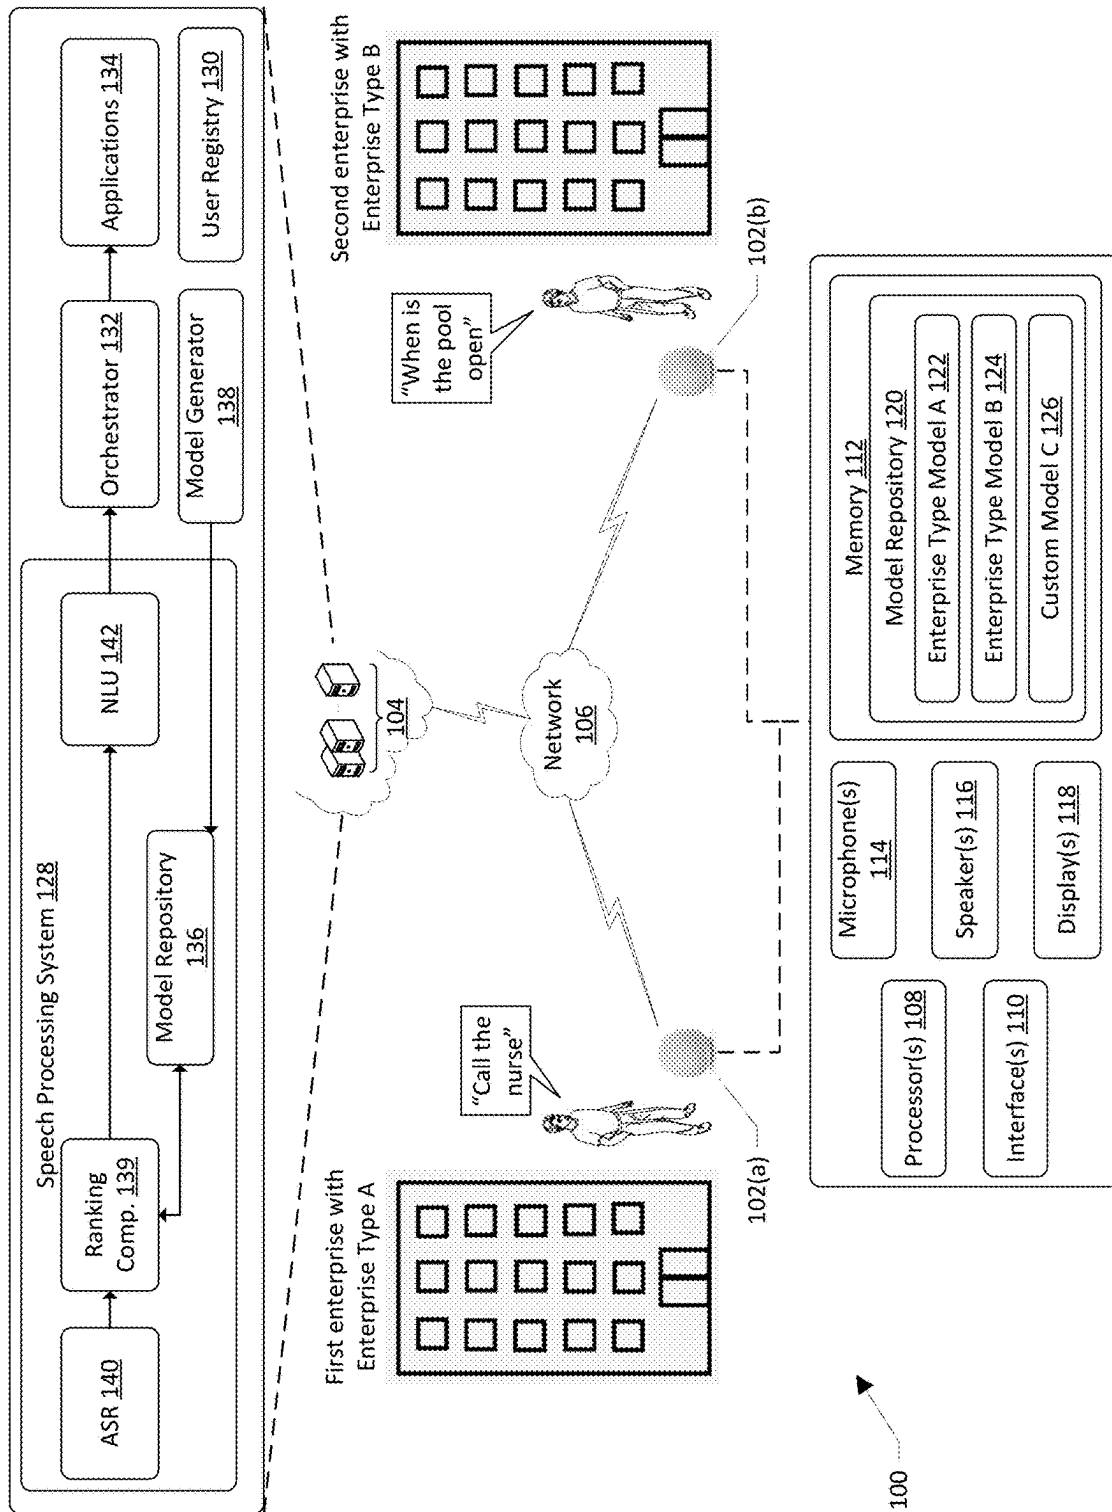 Speech Processing System 128
ASR 140
Ranking
Comp. 139
Model Repository
136
NLU 142
Orchestrator 132
Applications 134
Model Generator
138
User Registry 130
104
Network
106
First enterprise with
Enterprise Type A
"Call the
nurse"
102(a)
Second enterprise with
Enterprise Type B
"When is
the pool
open"
102(b)
Processor(s) 108
Interface(s) 110
Microphone(s)
114
Speaker(s) 116
Display(s) 118
Memory 112
Model Repository 120
Enterprise Type Model A 122
Enterprise Type Model B 124
Custom Model C 126
100